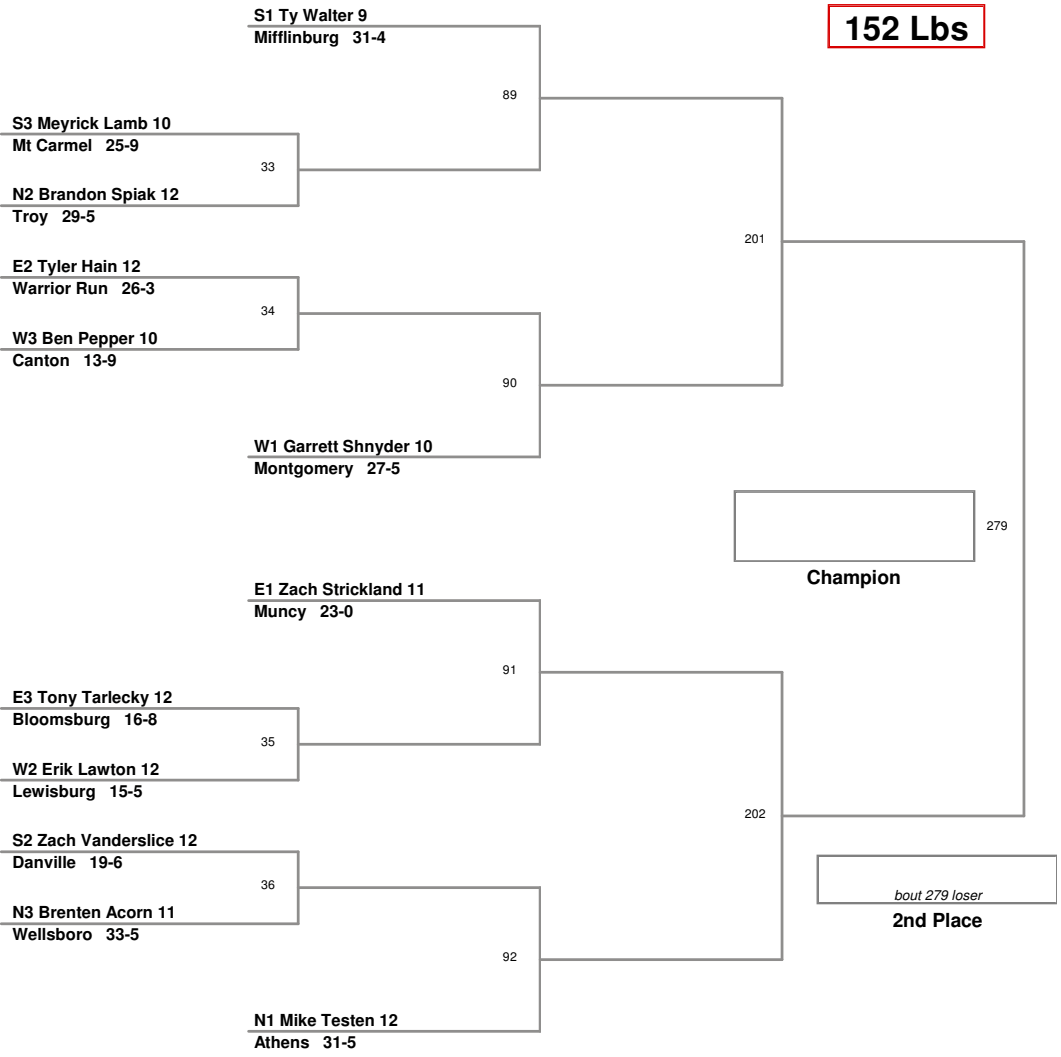 S1 Ty Walter 9
Mifflinburg 31-4
152 Lbs
89
S3 Meyrick Lamb 10
Mt Carmel 25-9
33
N2 Brandon Spiak 12
Troy 29-5
201
E2 Tyler Hain 12
Warrior Run 26-3
34
W3 Ben Pepper 10
Canton 13-9
90
W1 Garrett Shnyder 10
Montgomery 27-5
279
Champion
E1 Zach Strickland 11
Muncy 23-0
91
E3 Tony Tarlecky 12
Bloomsburg 16-8
35
W2 Erik Lawton 12
Lewisburg 15-5
202
S2 Zach Vanderslice 12
Danville 19-6
36
bout 279 loser
2nd Place
N3 Brenten Acorn 11
Wellsboro 33-5
92
N1 Mike Testen 12
Athens 31-5